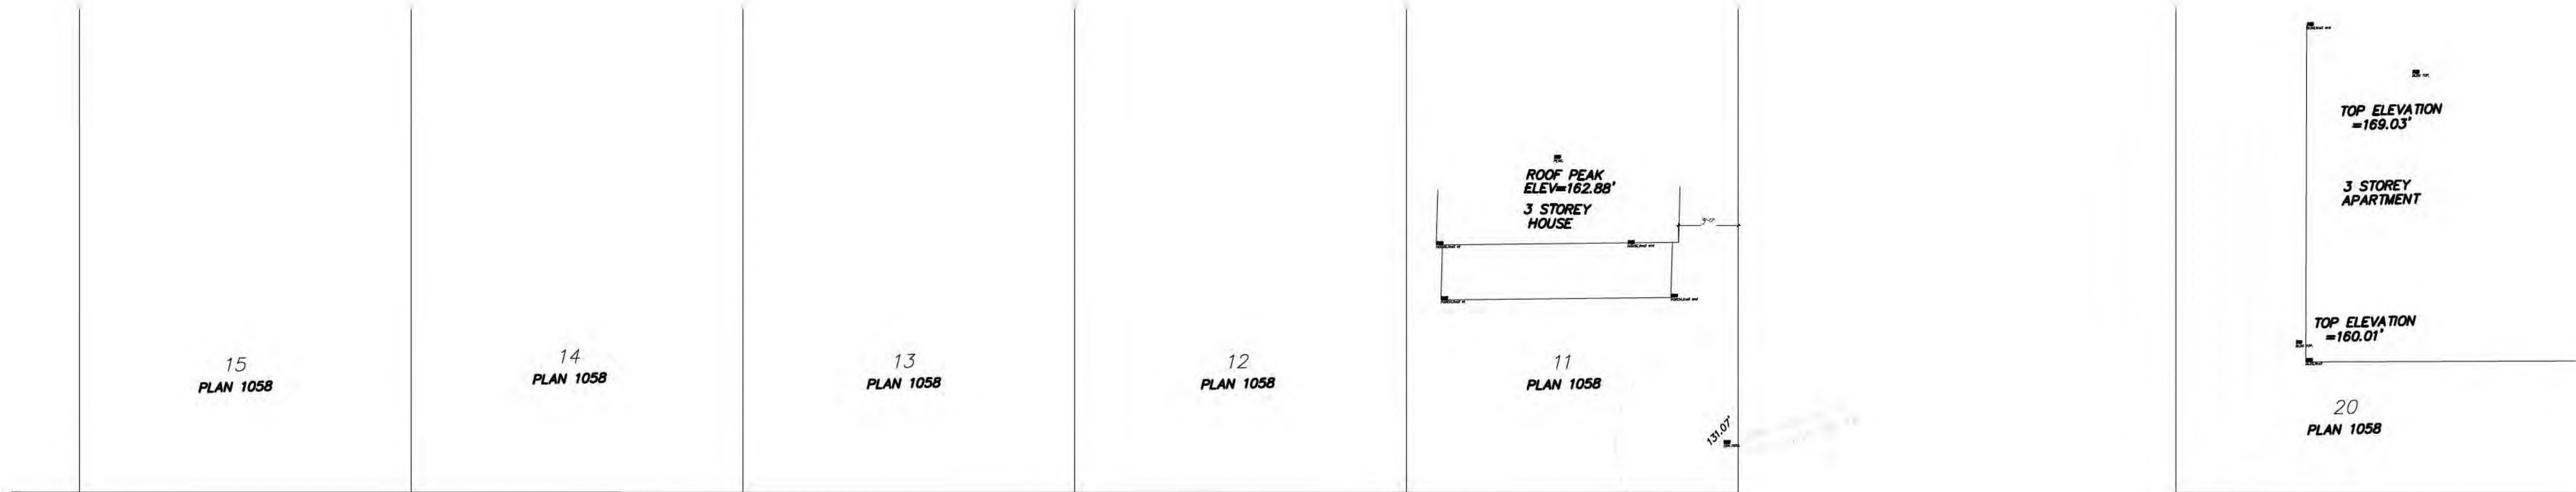 15
PLAN 1058
14
PLAN 1058
13
PLAN 1058
12
PLAN 1058
ROOF PEAK
ELEV=162.88'
3 STOREY
HOUSE
11
PLAN 1058
131.07'
TOP ELEVATION
=169.03'
3 STOREY
APARTMENT
TOP ELEVATION
=160.01'
20
PLAN 1058